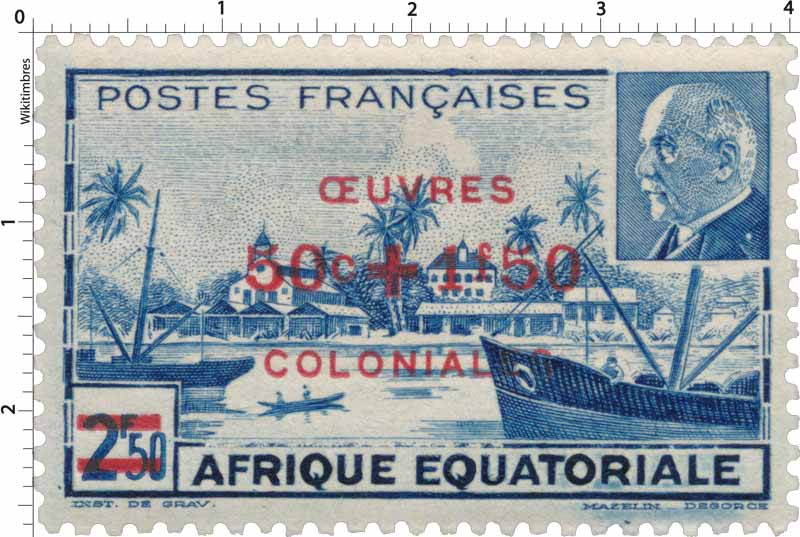 0 1 2 3 4
Wikitimbres
1
2
POSTES FRANÇAISES
ŒUVRES
50c + 1f50
COLONIALES
2F50
AFRIQUE EQUATORIALE
INST. DE GRAV.
MAZELIN DEGORCE